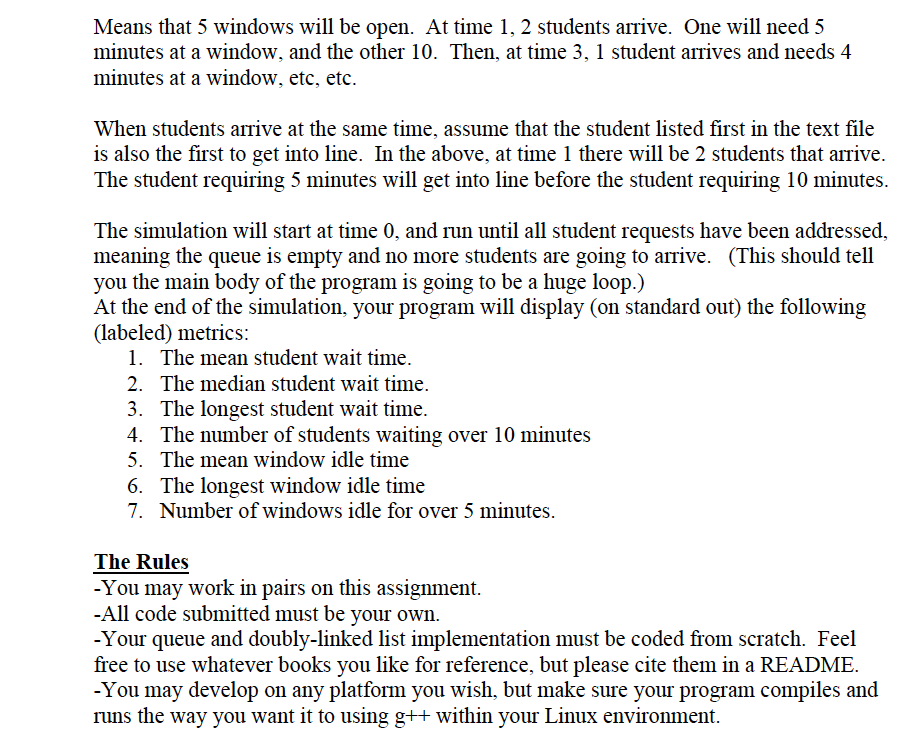 Means that 5 windows will be open. At time 1, 2 students arrive. One will need 5
minutes at a window, and the other 10. Then, at time 3, 1 student arrives and needs 4
minutes at a window, etc, etc.
When students arrive at the same time, assume that the student listed first in the text file
is also the first to get into line. In the above, at time 1 there will be 2 students that arrive.
The student requiring 5 minutes will get into line before the student requiring 10 minutes.
The simulation will start at time 0, and run until all student requests have been addressed,
meaning the queue is empty and no more students are going to arrive. (This should tell
you the main body of the program is going to be a huge loop.)
At the end of the simulation, your program will display (on standard out) the following
(labeled) metrics:
1. The mean student wait time.
2. The median student wait time.
3. The longest student wait time.
4. The number of students waiting over 10 minutes
5. The mean window idle time
6. The longest window idle time
7. Number of windows idle for over 5 minutes.
The Rules
-You may work in pairs on this assignment.
-All code submitted must be your own.
-Your queue and doubly-linked list implementation must be coded from scratch. Feel
free to use whatever books you like for reference, but please cite them in a README.
-You may develop on any platform you wish, but make sure your program compiles and
runs the way you want it to using g++ within your Linux environment.